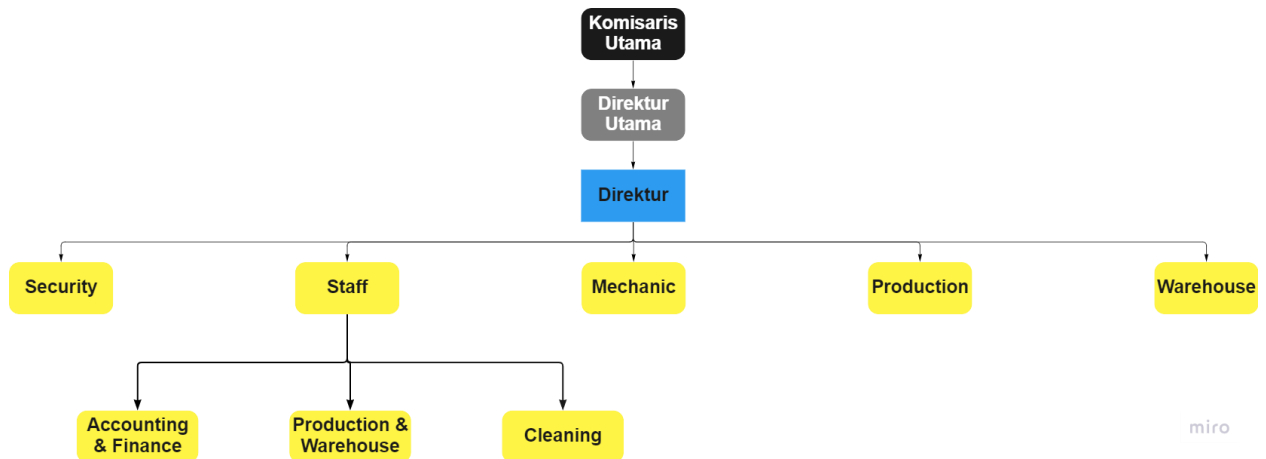 Komisaris
Utama
Direktur
Utama
Direktur
Security
Staff
Mechanic
Production
Warehouse
Accounting
& Finance
Production &
Warehouse
Cleaning
miro